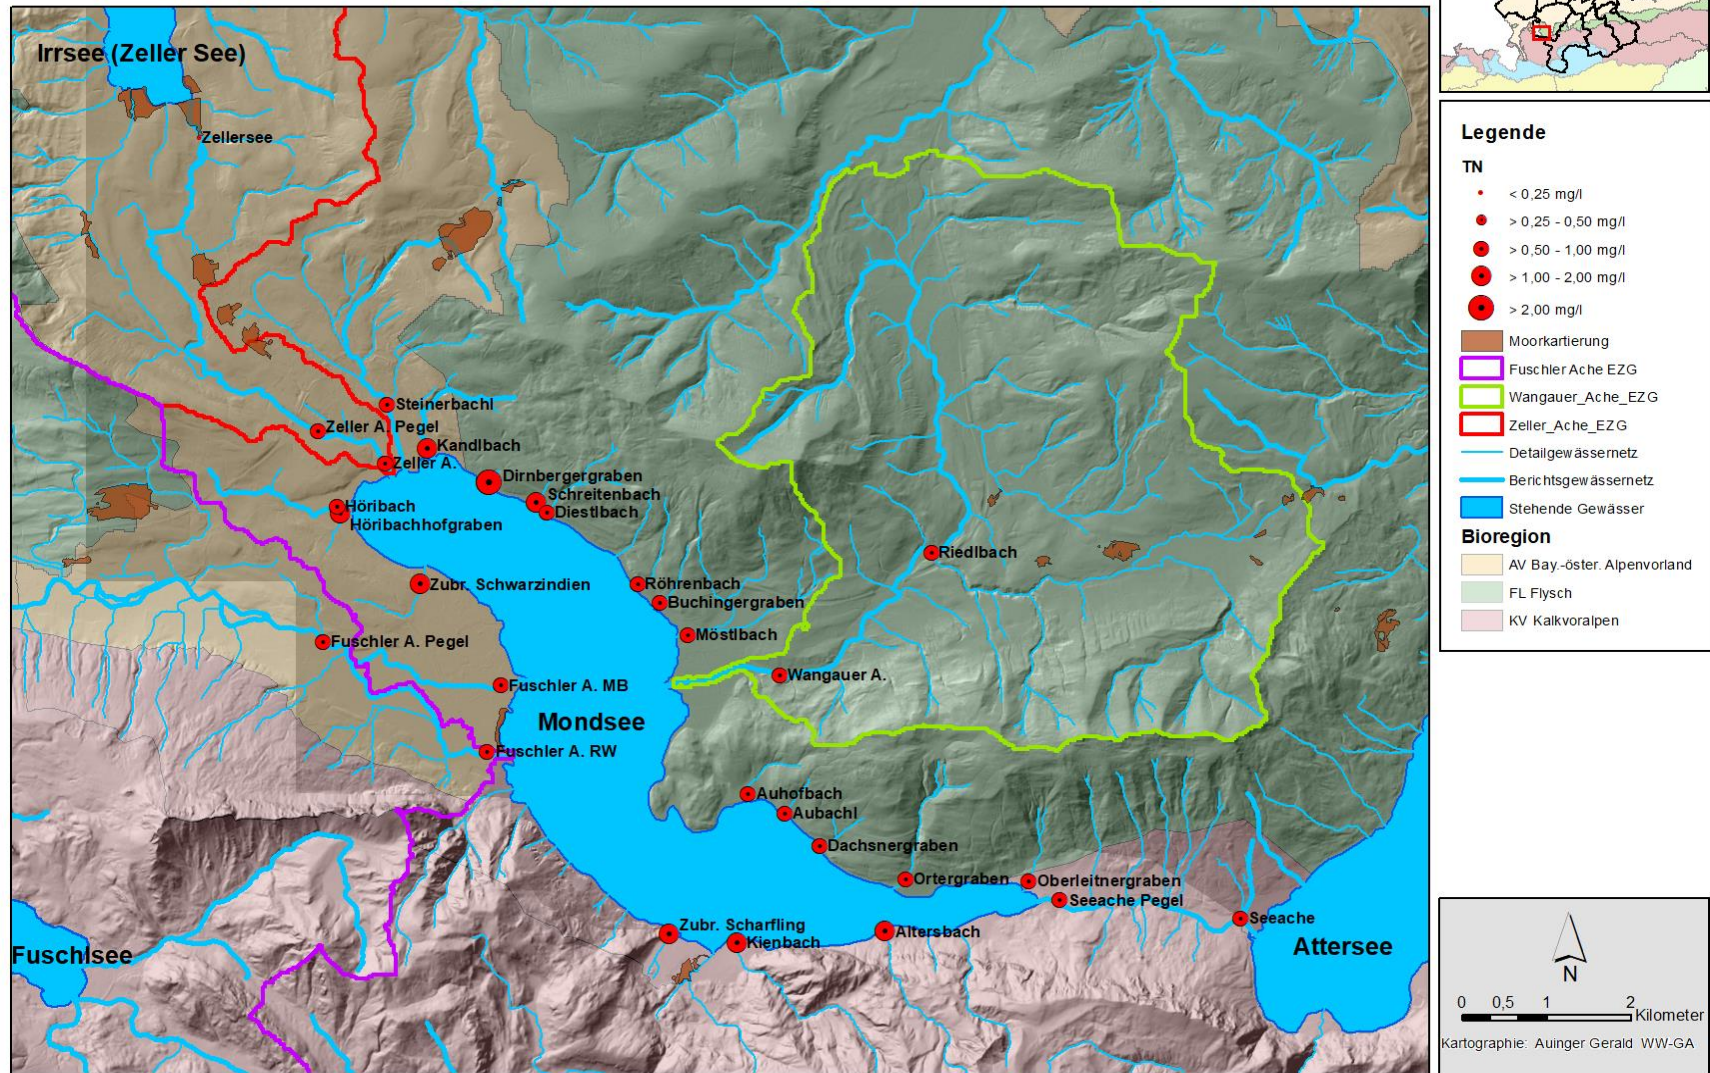 Irrsee (Zeller See)
Zellersee
Steinerbachl
Zeller A. Pegel
Kandlbach
Zeller A.
Dirnbergergraben
Schreitenbach
Diestlbach
Höribach
Höribachhofgraben
Riedlbach
Zubr. Schwarzindien
Röhrenbach
Buchingergraben
Möstlbach
Fuschler A. Pegel
Wangauer A.
Fuschler A. MB
Mondsee
Fuschler A. RW
Auhofbach
Aubachl
Dachsnergraben
Ortergraben
Oberleitnergraben
Seeache Pegel
Seeache
Zubr. Scharfling
Kienbach
Altersbach
Attersee
Fuschlsee
Legende
TN
< 0,25 mg/l
> 0,25 - 0,50 mg/l
> 0,50 - 1,00 mg/l
> 1,00 - 2,00 mg/l
> 2,00 mg/l
Moorkartierung
Fuschler Ache EZG
Wangauer_Ache_EZG
Zeller_Ache_EZG
Detailgewässernetz
Berichtsgewässernetz
Stehende Gewässer
Bioregion
AV Bay.-öster. Alpenvorland
FL Flysch
KV Kalkvoralpen
N
0 0,5 1 2
Kilometer
Kartographie: Auinger Gerald WW-GA